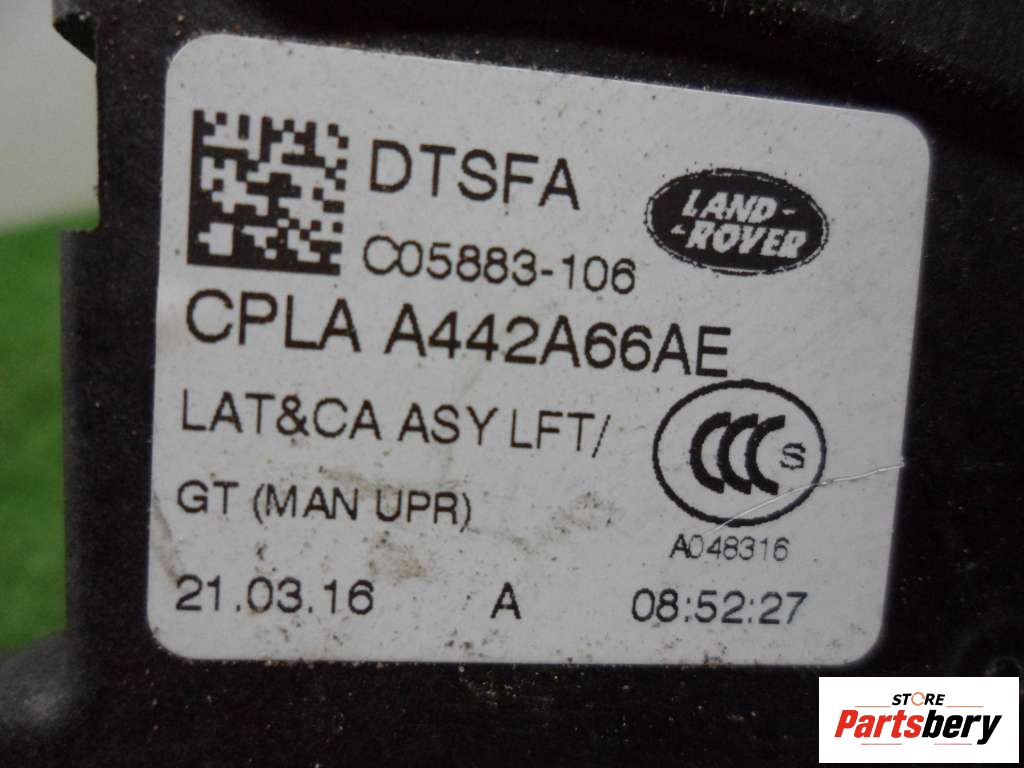 DTSFA
LAND-
-ROVER
C05883-106
CPLA A442A66AE
LAT&CA ASY LFT/
CCC S
GT (MAN UPR)
A048316
21.03.16 A 08:52:27
STORE
Partsbery